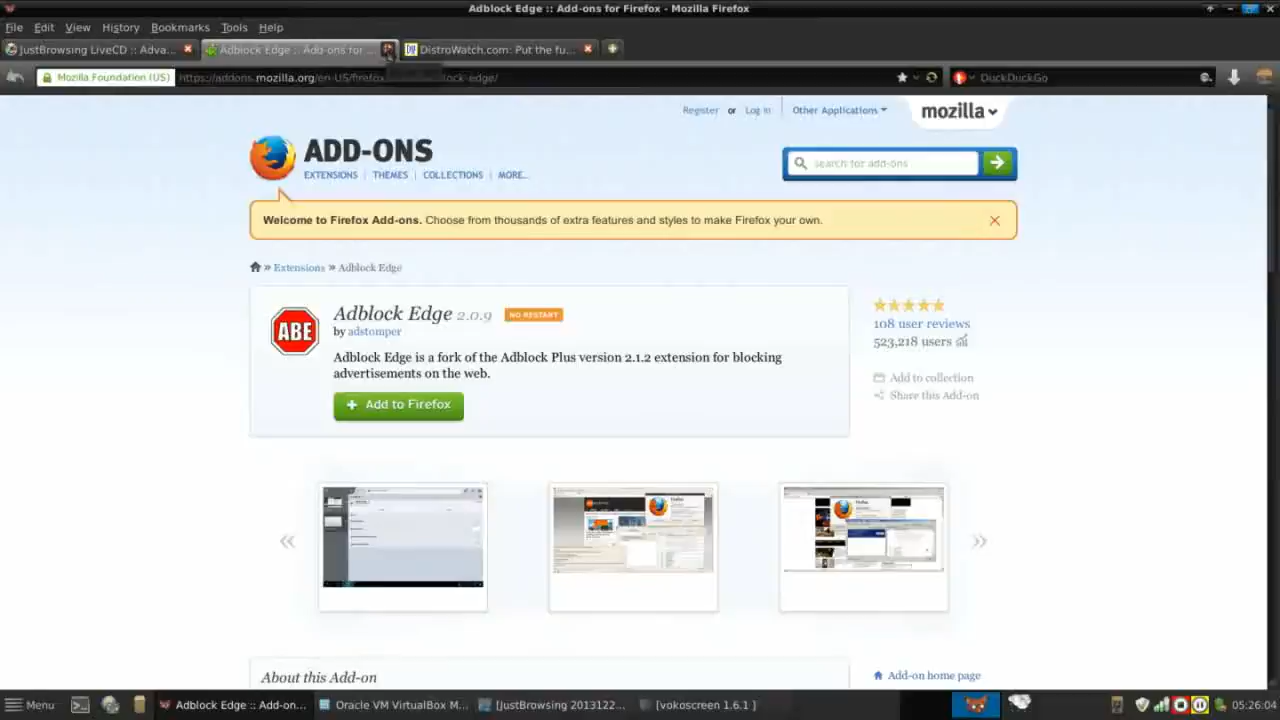 Adblock Edge :: Add-ons for Firefox - Mozilla Firefox
File Edit View History Bookmarks Tools Help
JustBrowsing LiveCD :: Adva...
Adblock Edge :: Add-ons for ...
DistroWatch.com: Put the fu...
Mozilla Foundation (US)
https://addons.mozilla.org/en-US/firefox
lock-edge/
DuckDuckGo
Register or Log in
Other Applications
mozilla
ADD-ONS
EXTENSIONS | THEMES | COLLECTIONS | MORE...
search for add-ons
Welcome to Firefox Add-ons. Choose from thousands of extra features and styles to make Firefox your own.
» Extensions » Adblock Edge
ABE
Adblock Edge 2.0.9 NO RESTART
by adstomper
Adblock Edge is a fork of the Adblock Plus version 2.1.2 extension for blocking
advertisements on the web.
Add to Firefox
108 user reviews
523,218 users
Add to collection
Share this Add-on
About this Add-on
Add-on home page
Menu
Adblock Edge :: Add-on...
Oracle VM VirtualBox M...
[JustBrowsing 2013122...
[vokoscreen 1.6.1 ]
05:26:04